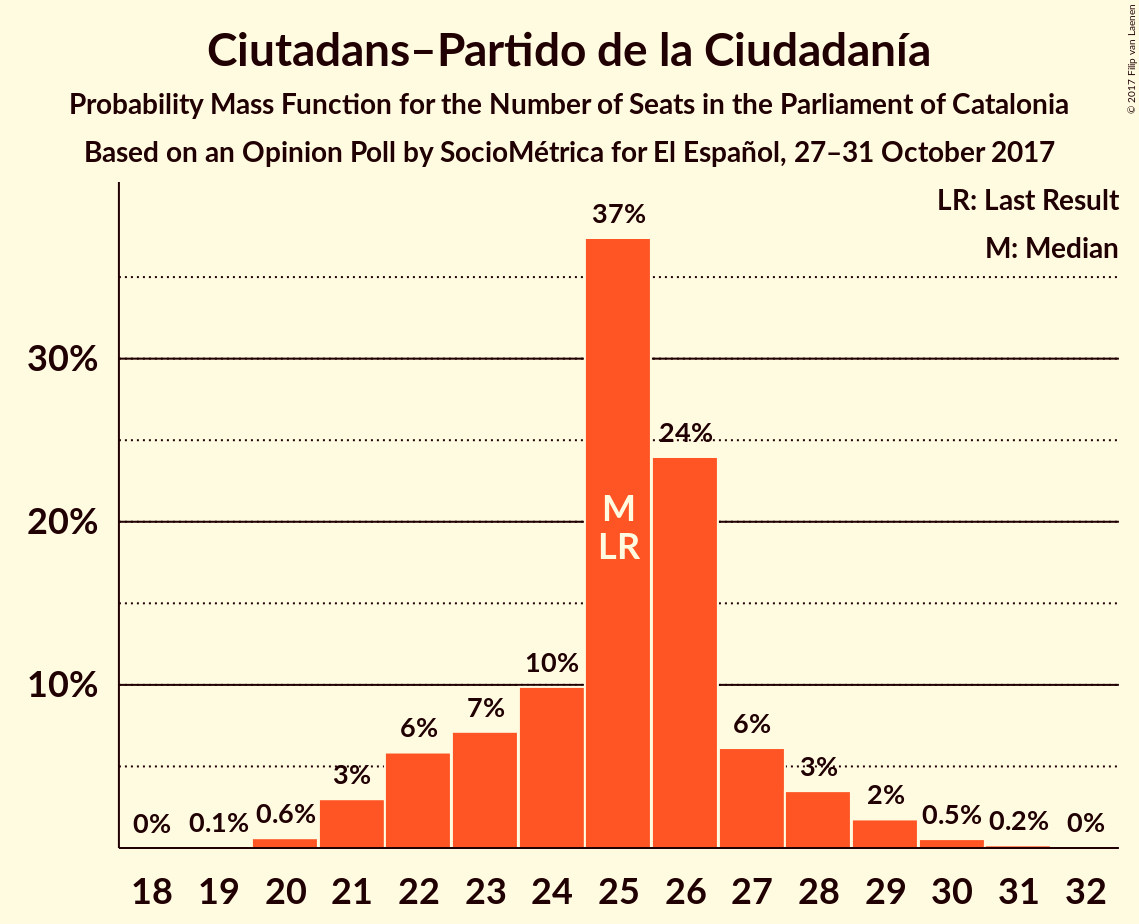 Ciutadans–Partido de la Ciudadanía
Probability Mass Function for the Number of Seats in the Parliament of Catalonia
Based on an Opinion Poll by SocioMétrica for El Español, 27–31 October 2017
© 2017 Filip van Laenen
LR: Last Result
M: Median
30%
20%
10%
0%
0.1%
0.6%
3%
6%
7%
10%
37%
24%
6%
3%
2%
0.5%
0.2%
0%
M
LR
18 19 20 21 22 23 24 25 26 27 28 29 30 31 32